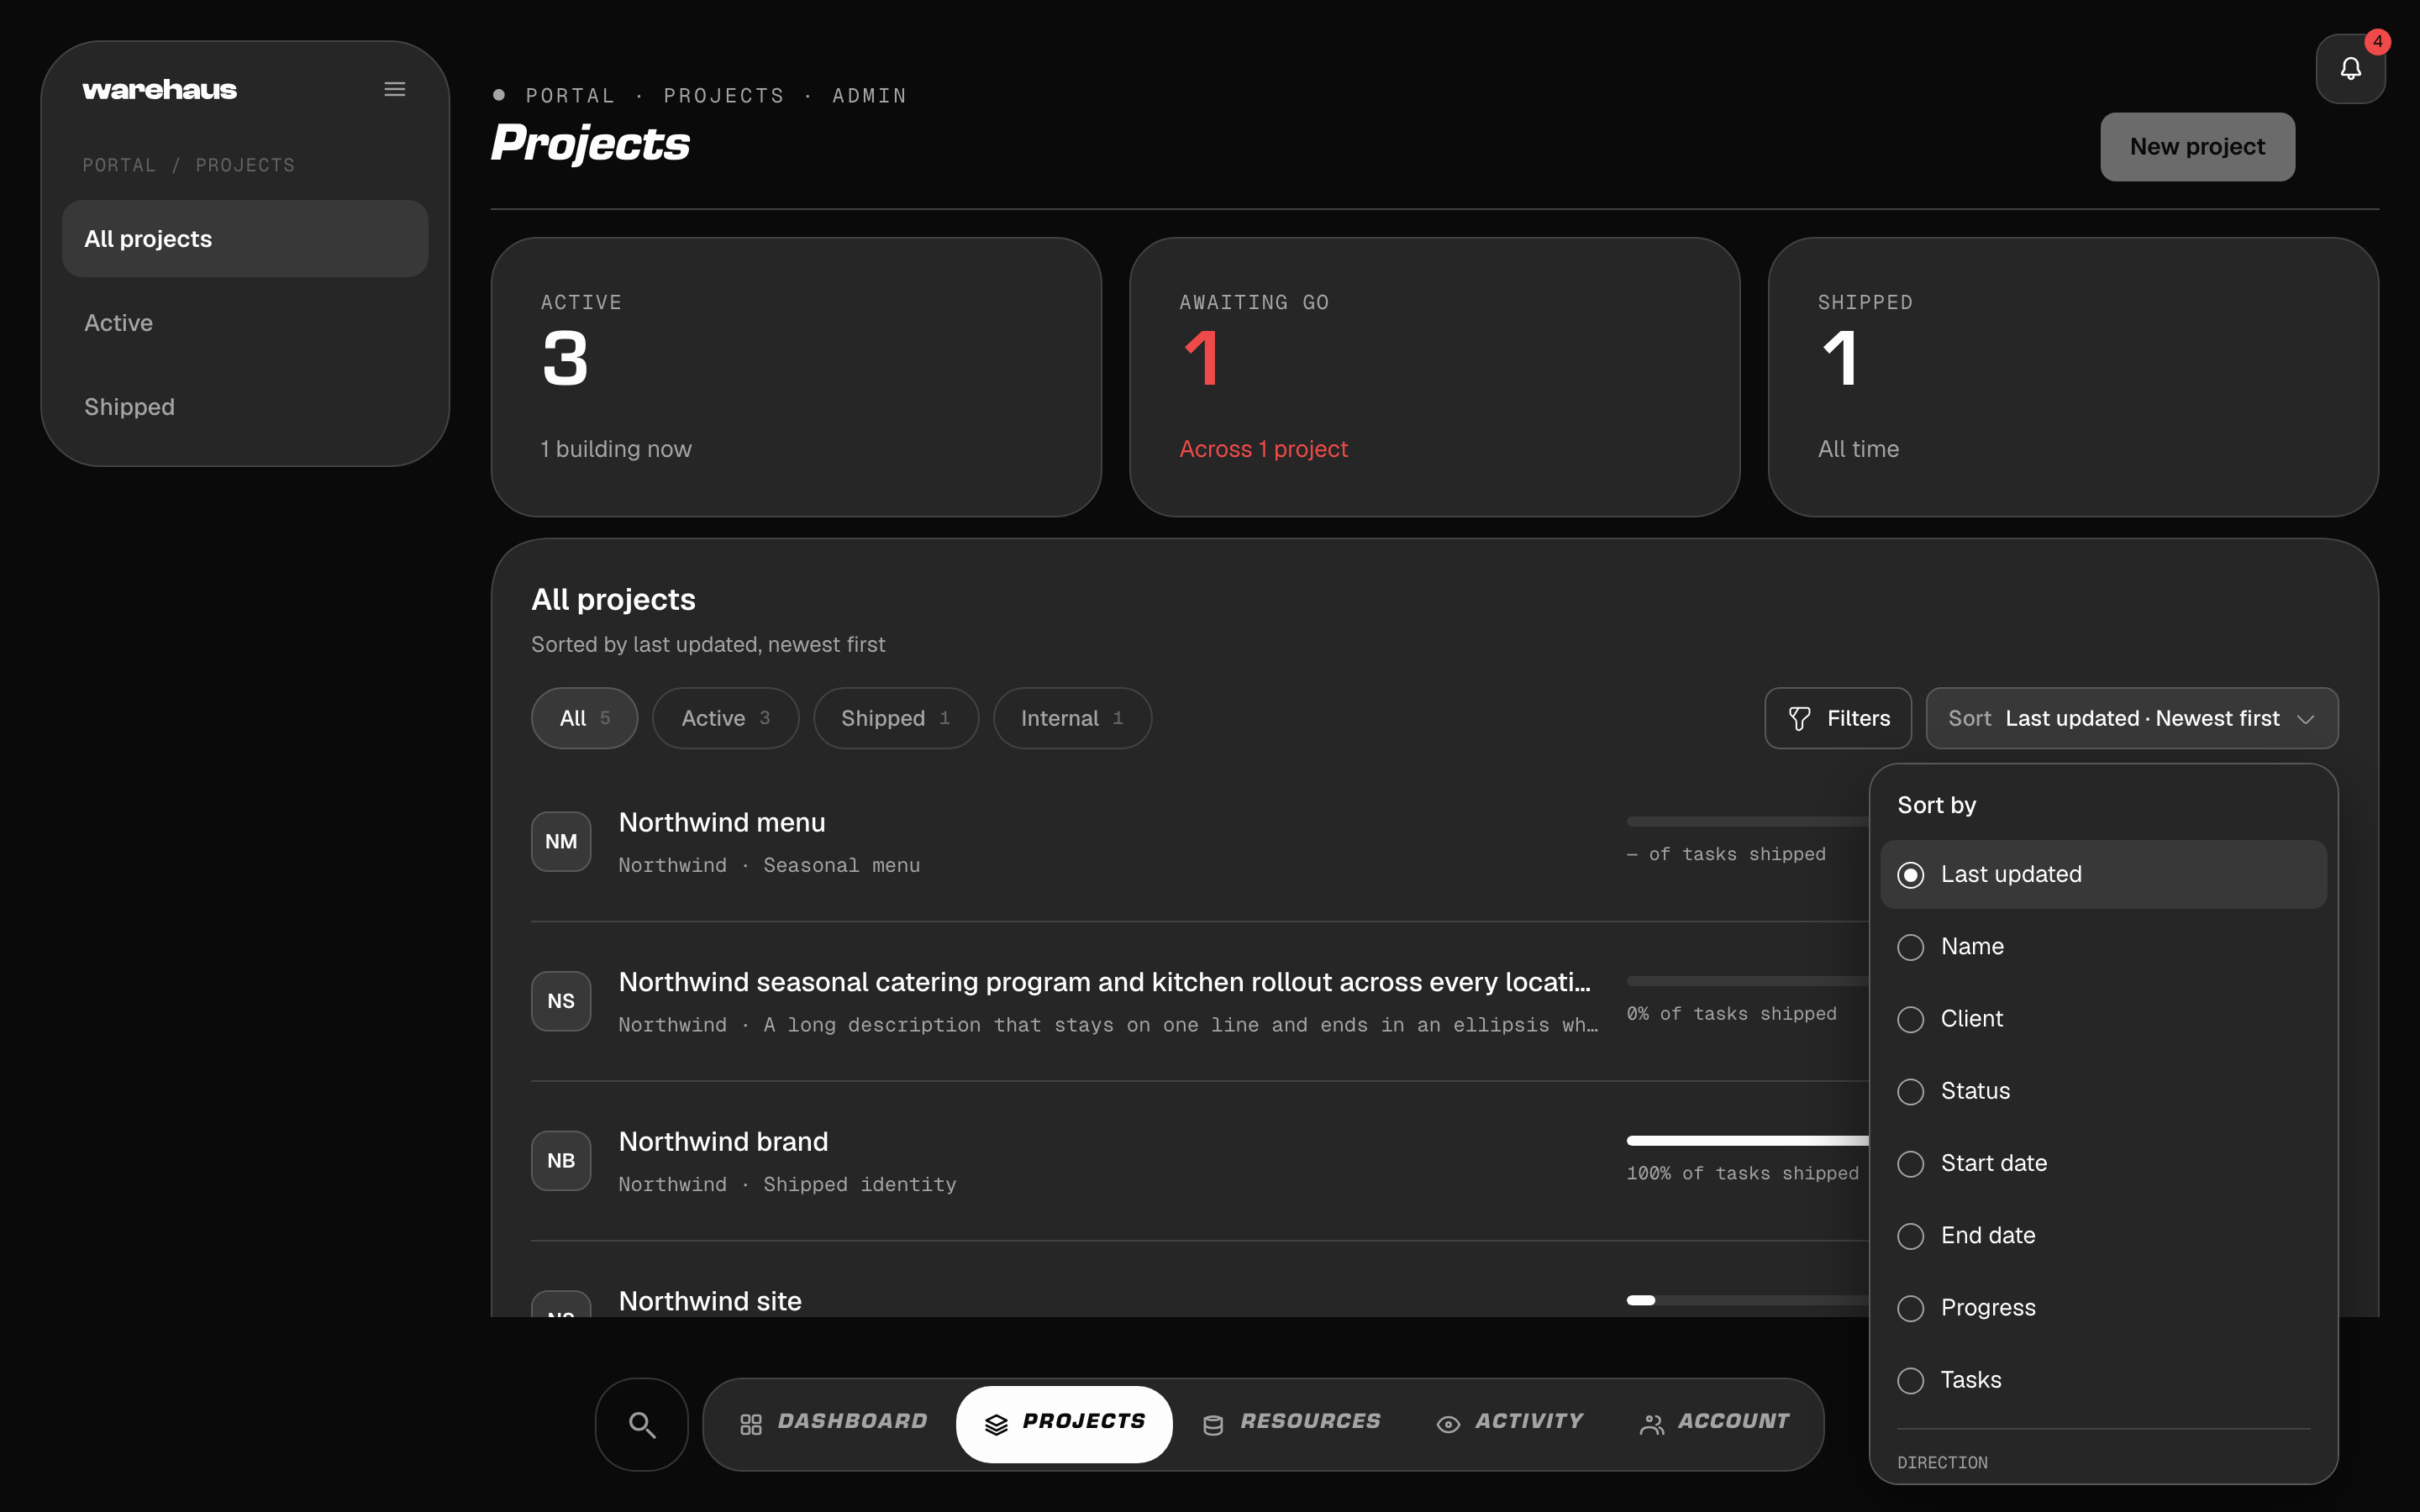 warehaus
PORTAL / PROJECTS
All projects
Active
Shipped
4
PORTAL · PROJECTS · ADMIN
Projects
New project
ACTIVE
3
1 building now
AWAITING GO
1
Across 1 project
SHIPPED
1
All time
All projects
Sorted by last updated, newest first
All 5
Active 3
Shipped 1
Internal 1
Filters
Sort Last updated · Newest first
NM
Northwind menu
Northwind · Seasonal menu
— of tasks shipped
NS
Northwind seasonal catering program and kitchen rollout across every locati…
Northwind · A long description that stays on one line and ends in an ellipsis wh…
0% of tasks shipped
NB
Northwind brand
Northwind · Shipped identity
100% of tasks shipped
Northwind site
Sort by
Last updated
Name
Client
Status
Start date
End date
Progress
Tasks
DIRECTION
DASHBOARD
PROJECTS
RESOURCES
ACTIVITY
ACCOUNT